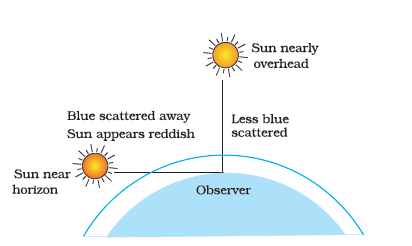 Sun nearly
overhead
Blue scattered away
Sun appears reddish
Less blue
scattered
Sun near
horizon
Observer